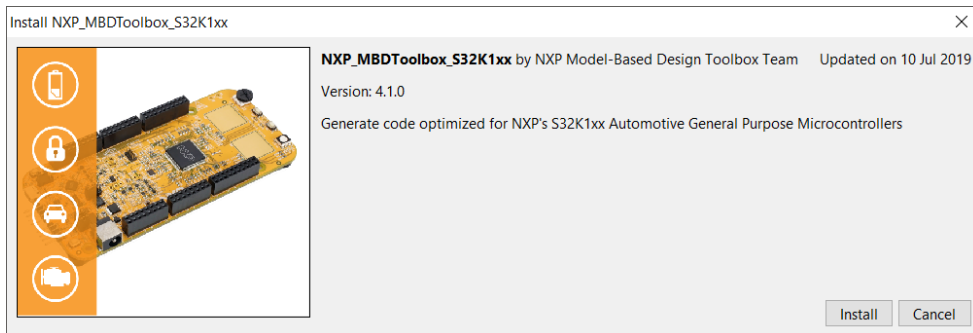 Install NXP_MBDToolbox_S32K1xx
NXP_MBDToolbox_S32K1xx by NXP Model-Based Design Toolbox Team Updated on 10 Jul 2019
Version: 4.1.0
Generate code optimized for NXP's S32K1xx Automotive General Purpose Microcontrollers
Install Cancel